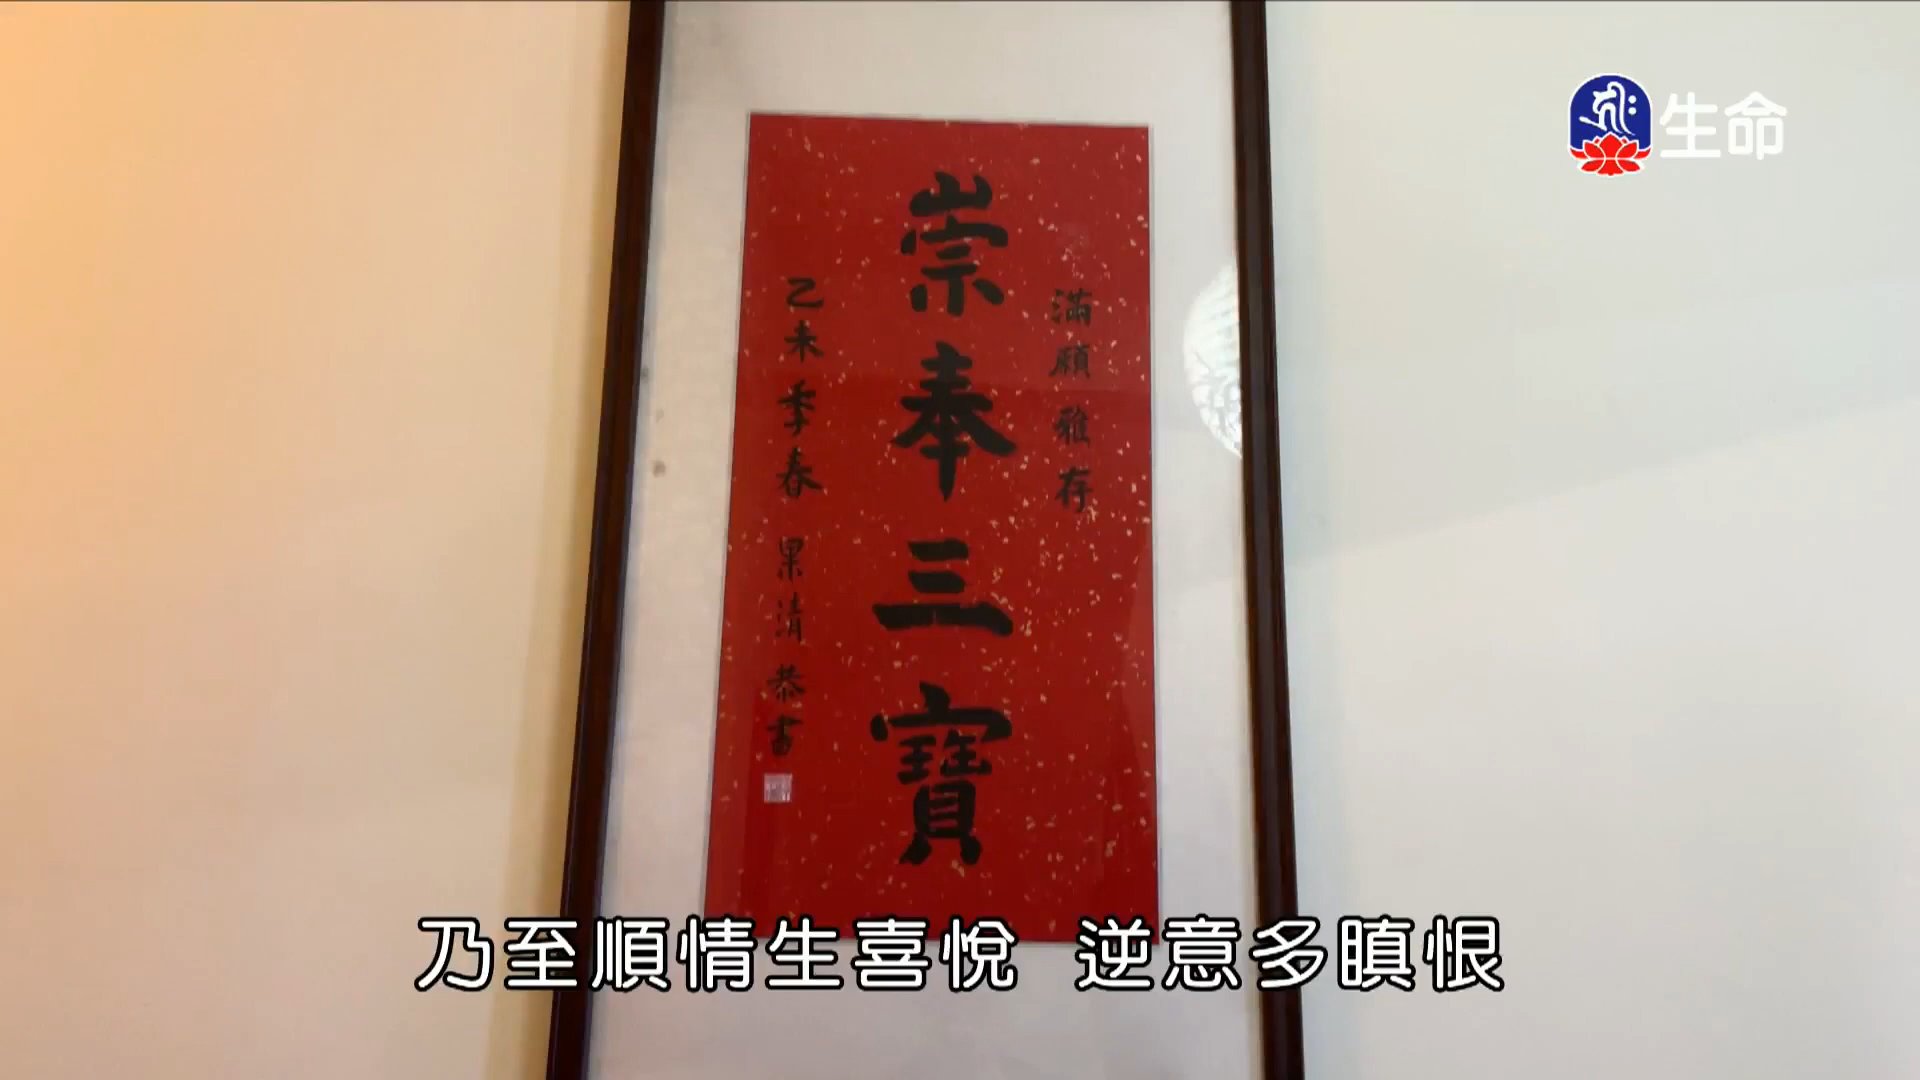 生命
滿願雅存
崇奉三寶
乙未季春 果清恭書
乃至順情生喜悅 逆意多瞋恨